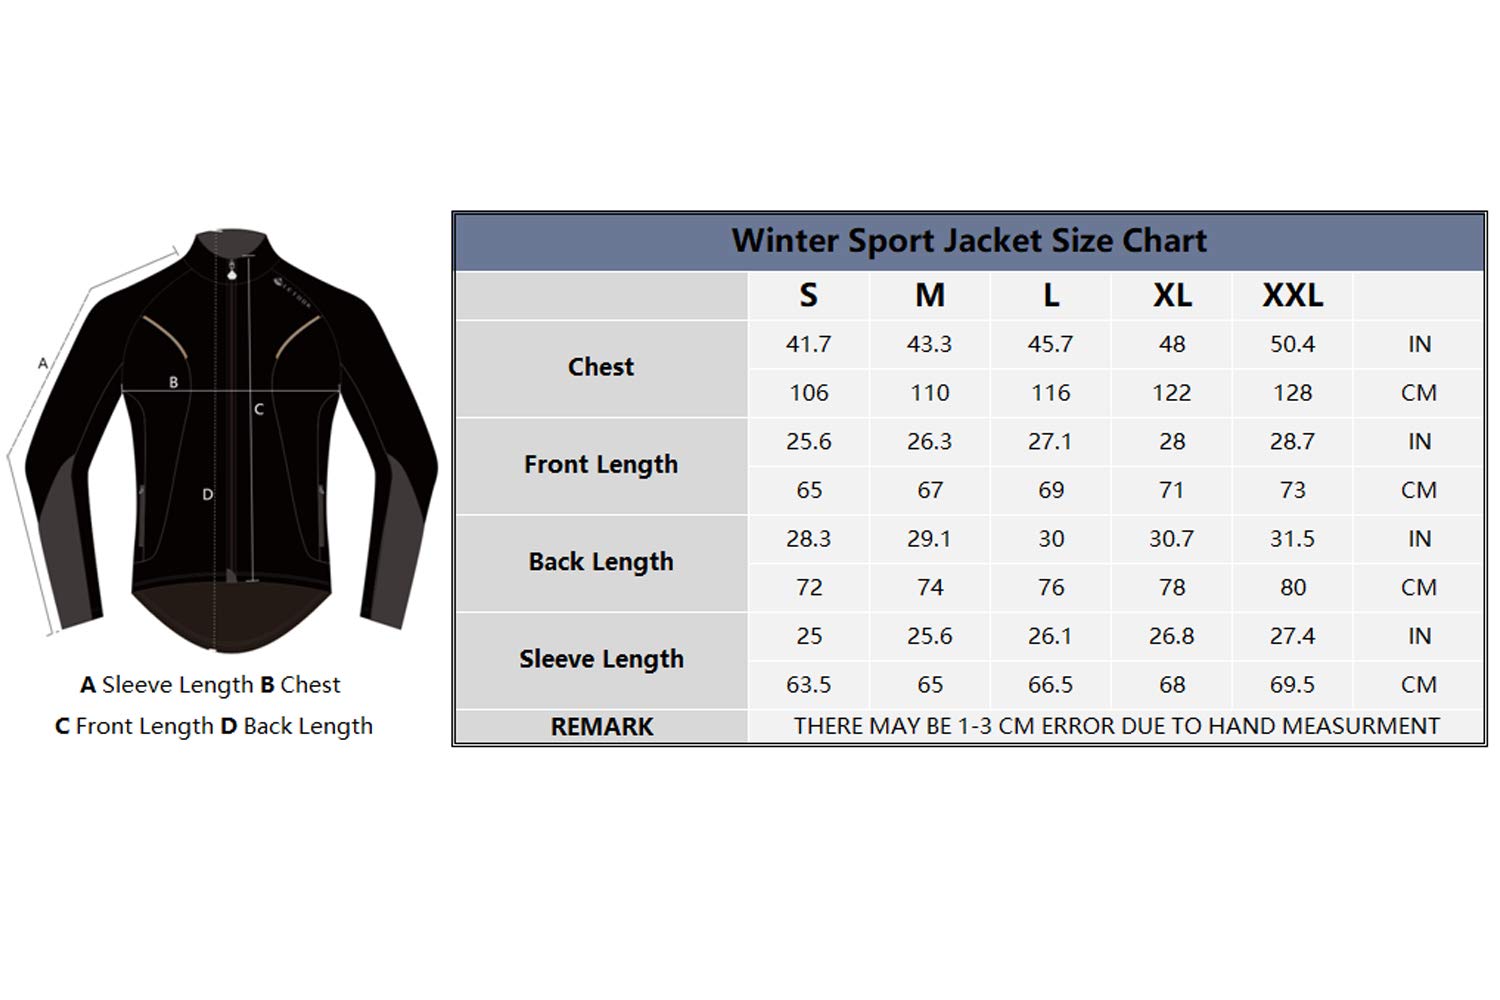 A
B
C
D
A Sleeve Length B Chest
C Front Length D Back Length
Winter Sport Jacket Size Chart
S M L XL XXL
Chest
41.7 43.3 45.7 48 50.4 IN
106 110 116 122 128 CM
Front Length
25.6 26.3 27.1 28 28.7 IN
65 67 69 71 73 CM
Back Length
28.3 29.1 30 30.7 31.5 IN
72 74 76 78 80 CM
Sleeve Length
25 25.6 26.1 26.8 27.4 IN
63.5 65 66.5 68 69.5 CM
REMARK THERE MAY BE 1-3 CM ERROR DUE TO HAND MEASURMENT